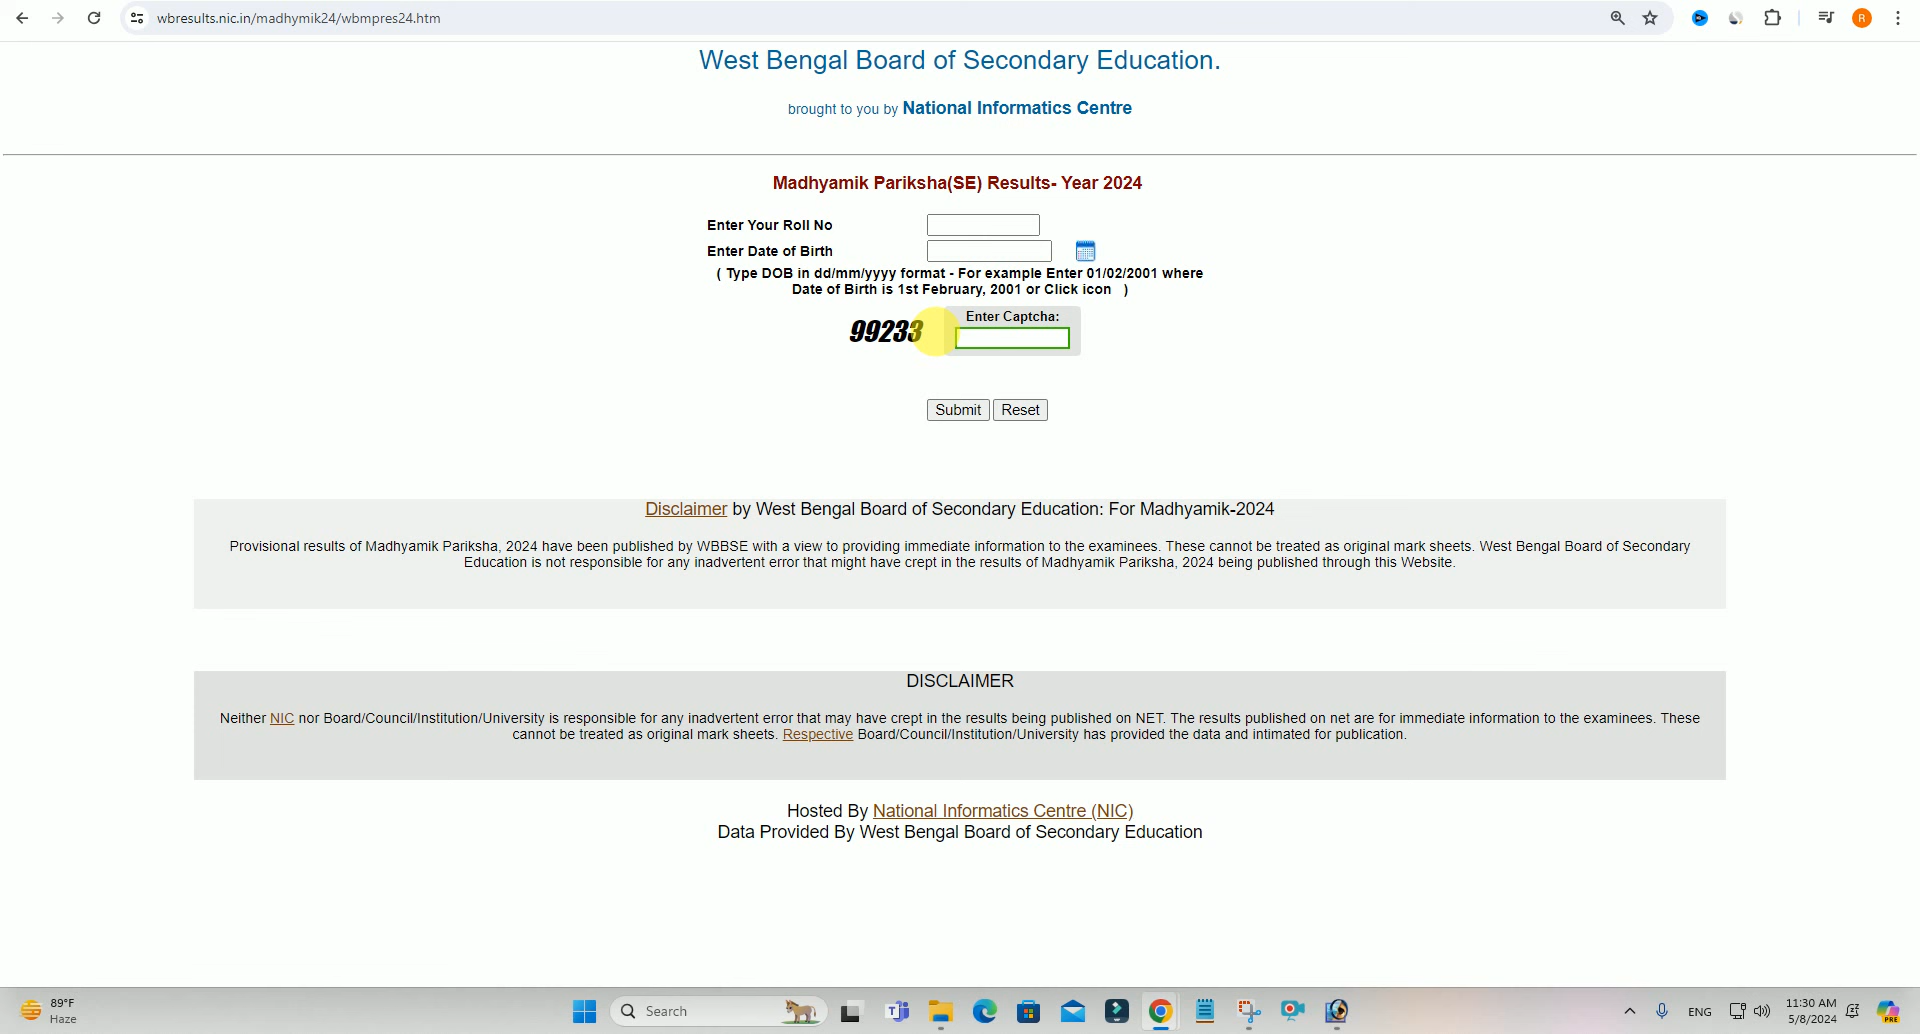 wbresults.nic.in/madhymik24/wbmpres24.htm
R
West Bengal Board of Secondary Education.
brought to you by National Informatics Centre
Madhyamik Pariksha(SE) Results- Year 2024
Enter Your Roll No
Enter Date of Birth
( Type DOB in dd/mm/yyyy format - For example Enter 01/02/2001 where
Date of Birth is 1st February, 2001 or Click icon )
Enter Captcha:
99233
Submit Reset
Disclaimer by West Bengal Board of Secondary Education: For Madhyamik-2024
Provisional results of Madhyamik Pariksha, 2024 have been published by WBBSE with a view to providing immediate information to the examinees. These cannot be treated as original mark sheets. West Bengal Board of Secondary
Education is not responsible for any inadvertent error that might have crept in the results of Madhyamik Pariksha, 2024 being published through this Website.
DISCLAIMER
Neither NIC nor Board/Council/Institution/University is responsible for any inadvertent error that may have crept in the results being published on NET. The results published on net are for immediate information to the examinees. These
cannot be treated as original mark sheets. Respective Board/Council/Institution/University has provided the data and intimated for publication.
Hosted By National Informatics Centre (NIC)
Data Provided By West Bengal Board of Secondary Education
89°F
Haze
Search
ENG
11:30 AM
5/8/2024
PRE